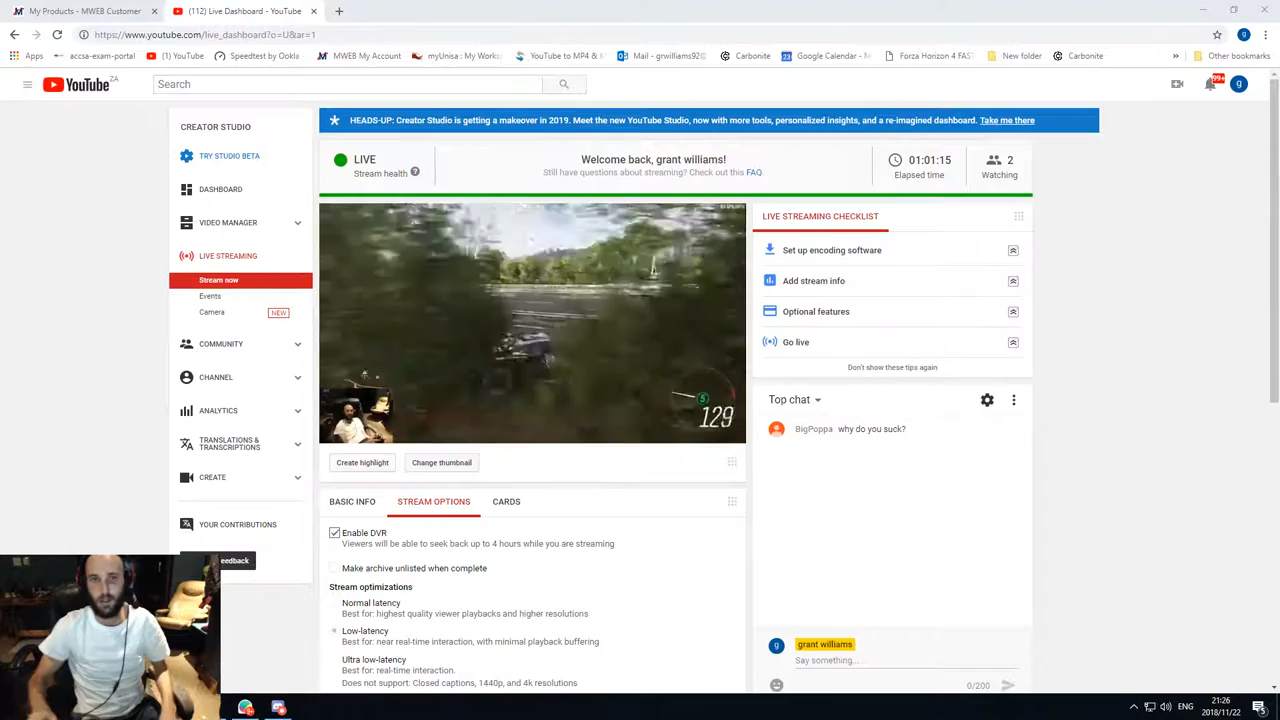 My Products - MWEB Customer
(112) Live Dashboard - YouTube
https://www.youtube.com/live_dashboard?o=U&ar=1
Apps
accsa-exam-portal
(1) YouTube
Speedtest by Ookla
MWEB My Account
myUnisa : My Works
YouTube to MP4 & M
Mail - grwilliams92@
Carbonite
Google Calendar - M
Forza Horizon 4 FAST
New folder
Carbonite
»
Other bookmarks
YouTube ZA
Search
99+
g
CREATOR STUDIO
TRY STUDIO BETA
DASHBOARD
VIDEO MANAGER
LIVE STREAMING
Stream now
Events
Camera
NEW
COMMUNITY
CHANNEL
ANALYTICS
TRANSLATIONS &
TRANSCRIPTIONS
CREATE
YOUR CONTRIBUTIONS
eedback
HEADS-UP: Creator Studio is getting a makeover in 2019. Meet the new YouTube Studio, now with more tools, personalized insights, and a re-imagined dashboard. Take me there
LIVE
Stream health
Welcome back, grant williams!
Still have questions about streaming? Check out this FAQ.
01:01:15
Elapsed time
2
Watching
5
129
Create highlight
Change thumbnail
BASIC INFO
STREAM OPTIONS
CARDS
Enable DVR
Viewers will be able to seek back up to 4 hours while you are streaming
Make archive unlisted when complete
Stream optimizations
Normal latency
Best for: highest quality viewer playbacks and higher resolutions
Low-latency
Best for: near real-time interaction, with minimal playback buffering
Ultra low-latency
Best for: real-time interaction.
Does not support: Closed captions, 1440p, and 4k resolutions
LIVE STREAMING CHECKLIST
Set up encoding software
Add stream info
Optional features
Go live
Don't show these tips again
Top chat
BigPoppa why do you suck?
g
grant williams
Say something...
0/200
ENG
21:26
2018/11/22